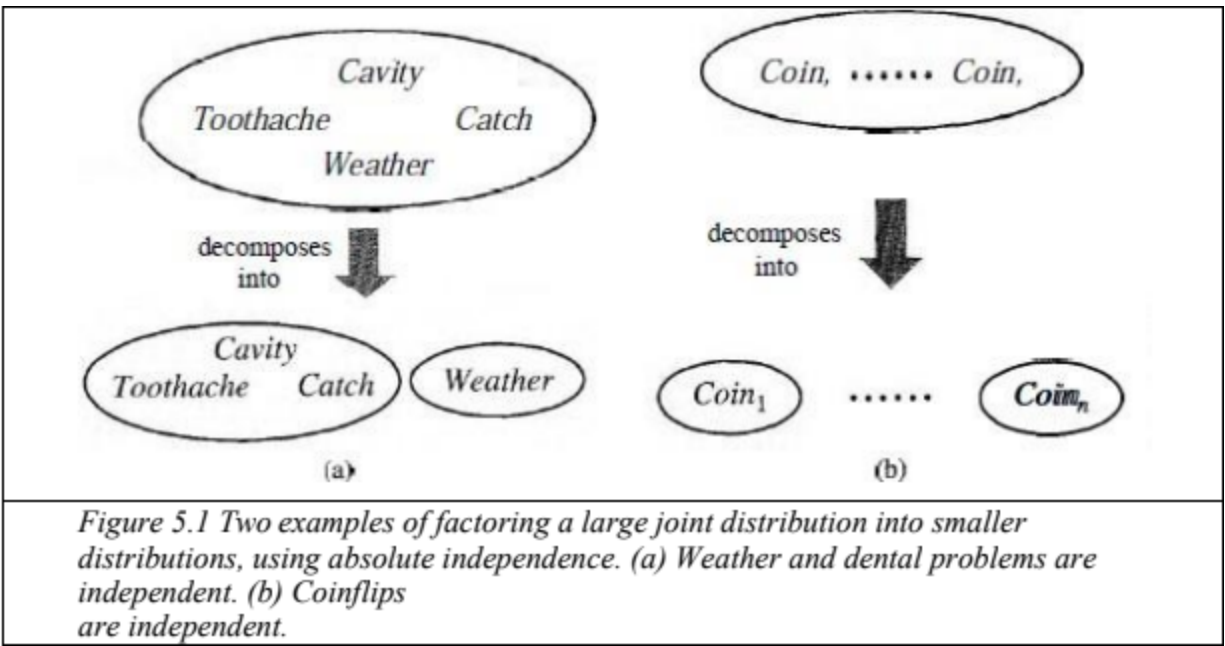 Cavity
Toothache Catch
Weather
decomposes
into
Cavity
Toothache Catch
Weather
(a)
Coin, ...... Coin,
decomposes
into
Coin₁ ...... Coinₙ
(b)
Figure 5.1 Two examples of factoring a large joint distribution into smaller
distributions, using absolute independence. (a) Weather and dental problems are
independent. (b) Coinflips
are independent.